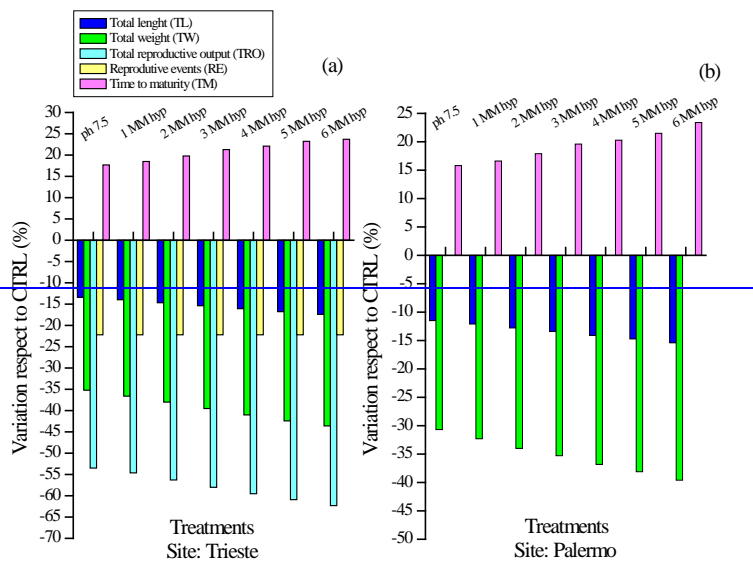 Total lenght (TL)
Total weight (TW)
Total reproductive output (TRO)
Reprodutive events (RE)
Time to maturity (TM)
(a)
30
25
20
15
10
5
0
-5
-10
-15
-20
-25
-30
-35
-40
-45
-50
-55
-60
-65
-70
Variation respect to CTRL (%)
ph 7.5
1 MM hyp
2 MM hyp
3 MM hyp
4 MM hyp
5 MM hyp
6 MM hyp
Treatments
Site: Trieste
(b)
25
20
15
10
5
0
-5
-10
-15
-20
-25
-30
-35
-40
-45
-50
Variation respect to CTRL (%)
ph 7.5
1 MM hyp
2 MM hyp
3 MM hyp
4 MM hyp
5 MM hyp
6 MM hyp
Treatments
Site: Palermo